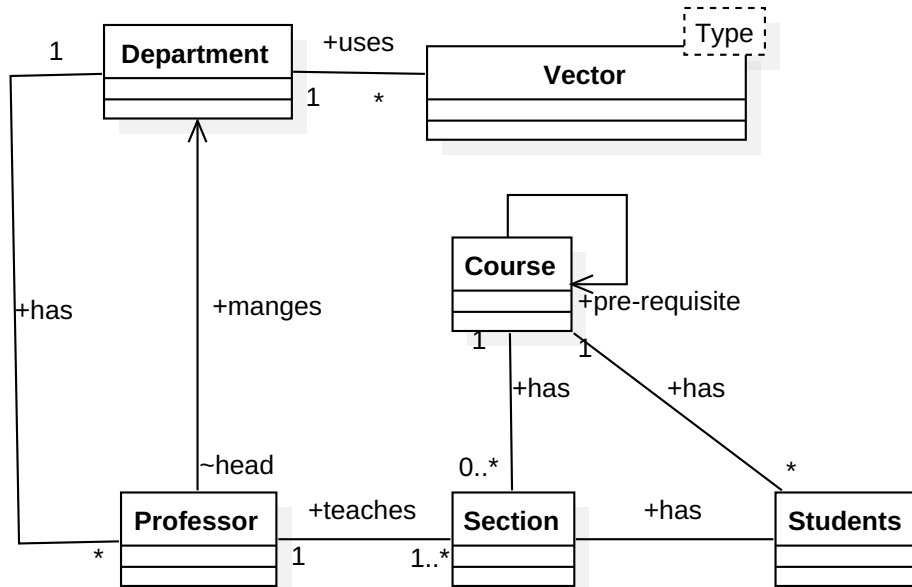 Type
1
Department
+uses
Vector
1
*
Course
+has
+manges
+pre-requisite
1
1
+has
+has
~head
0..*
*
Professor
+teaches
Section
+has
Students
*
1
1..*